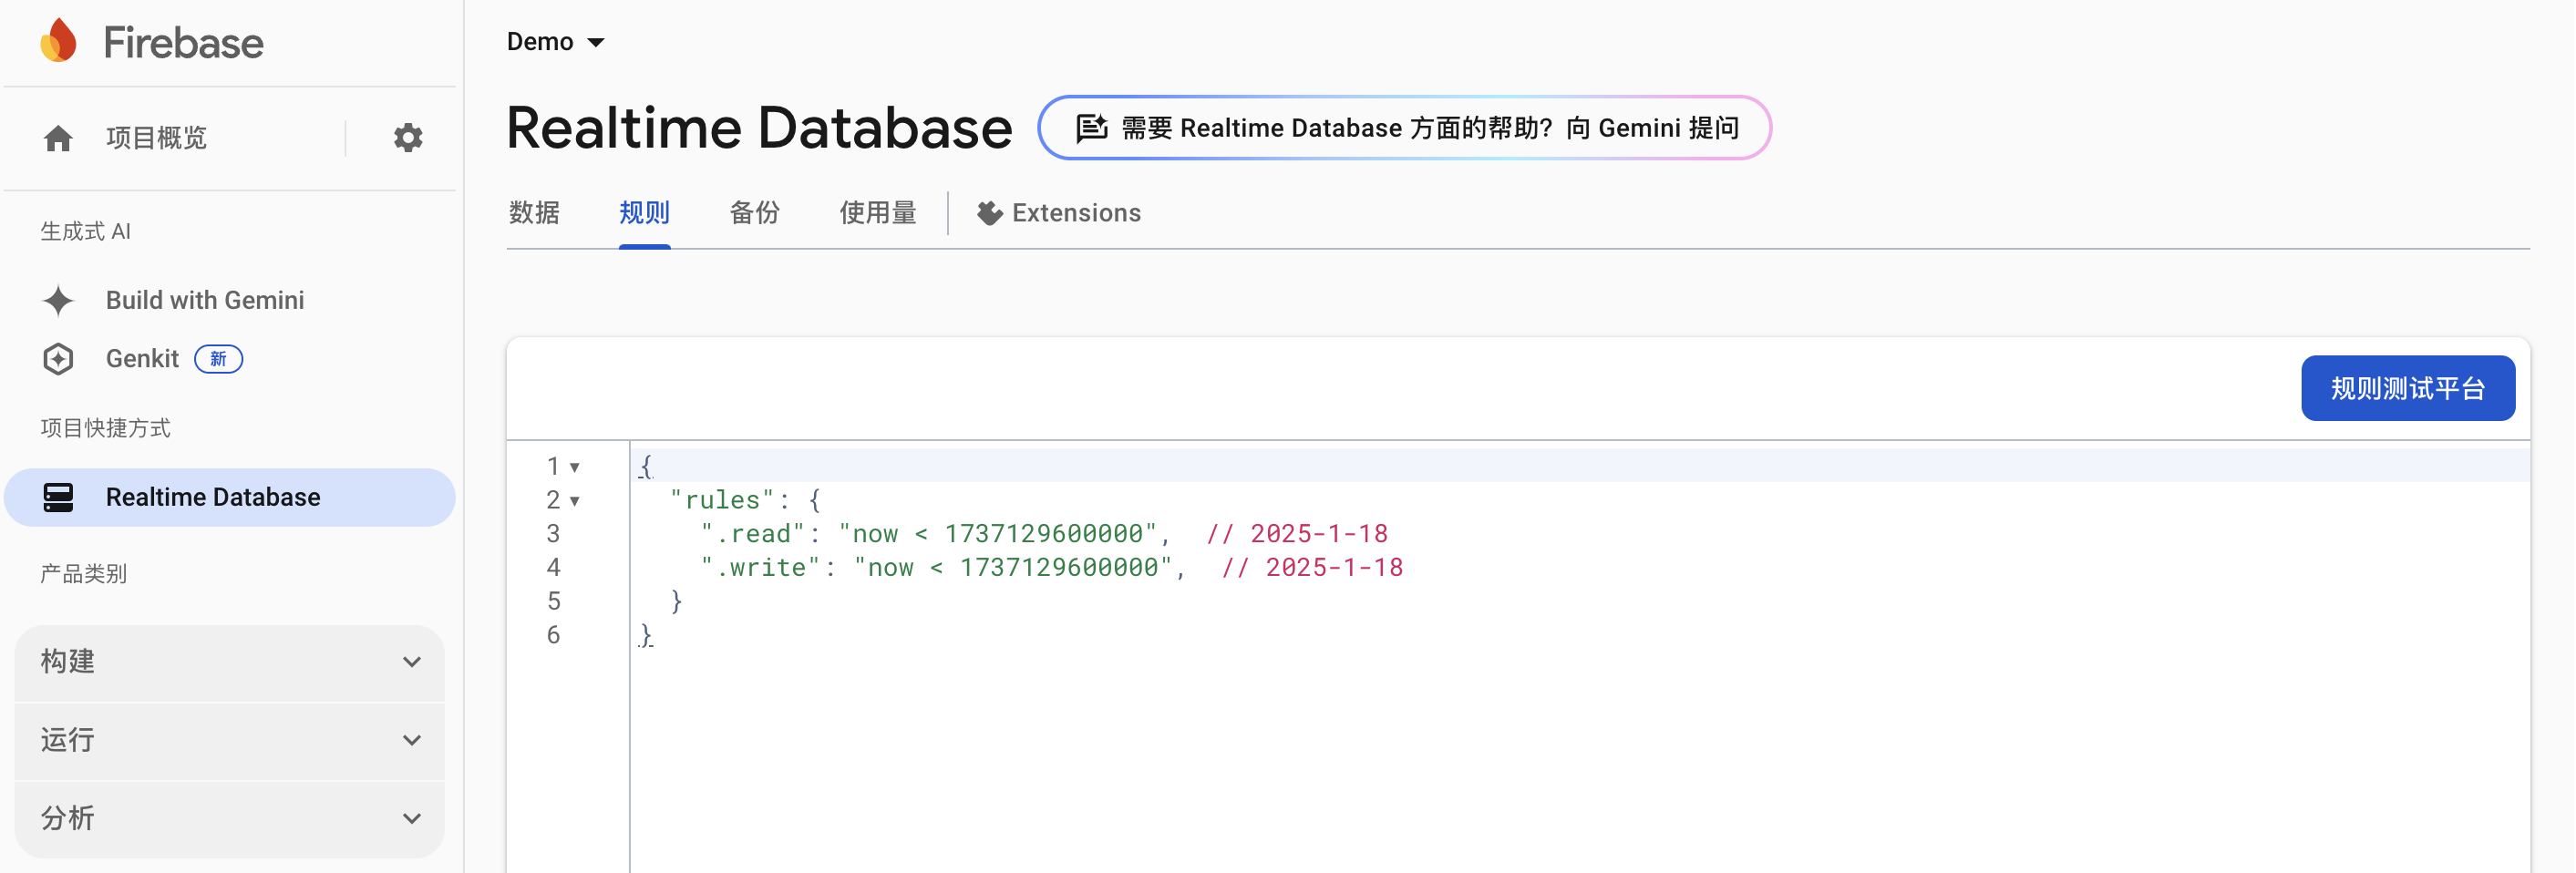 Firebase
项目概览
生成式 AI
Build with Gemini
Genkit 新
项目快捷方式
Realtime Database
产品类别
构建
运行
分析
Demo
Realtime Database
需要 Realtime Database 方面的帮助？向 Gemini 提问
数据 规则 备份 使用量 Extensions
规则测试平台
1 {
2 "rules": {
3 ".read": "now < 1737129600000",  // 2025-1-18
4 ".write": "now < 1737129600000",  // 2025-1-18
5 }
6 }